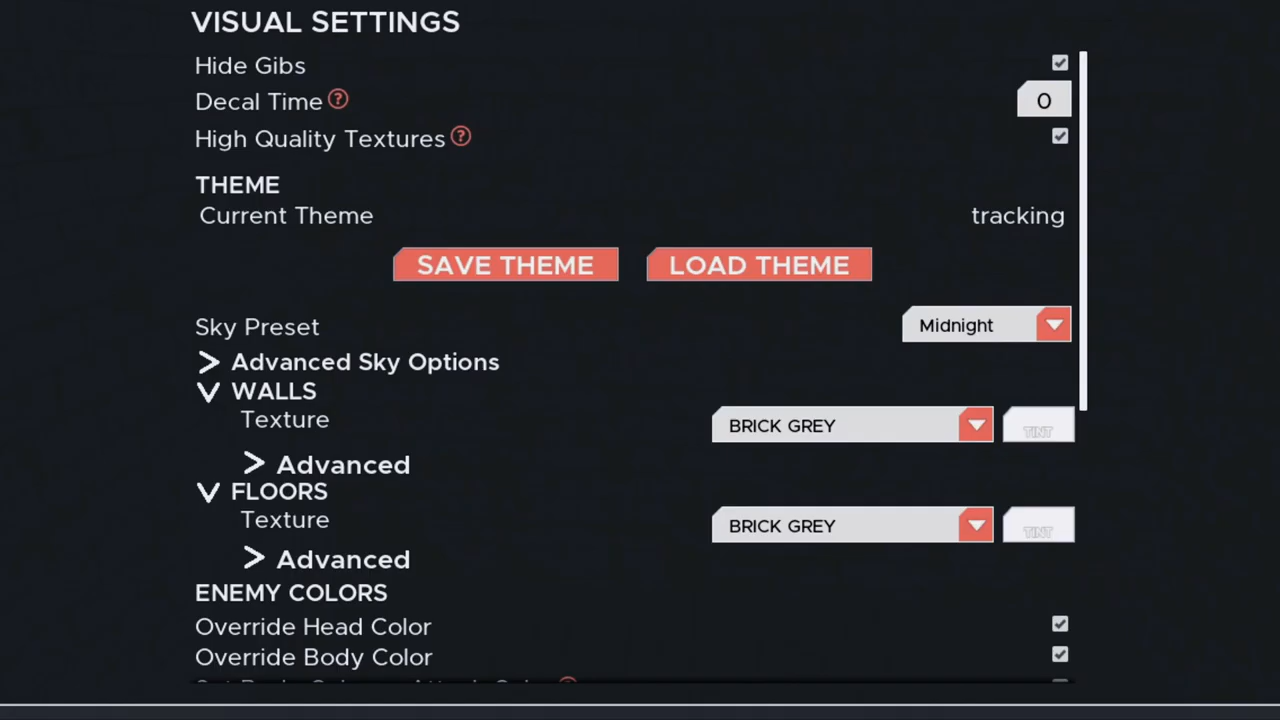 VISUAL SETTINGS
Hide Gibs
Decal Time ? 0
High Quality Textures ?
THEME
Current Theme tracking
SAVE THEME LOAD THEME
Sky Preset Midnight
Advanced Sky Options
WALLS
Texture BRICK GREY TINT
Advanced
FLOORS
Texture BRICK GREY TINT
Advanced
ENEMY COLORS
Override Head Color
Override Body Color